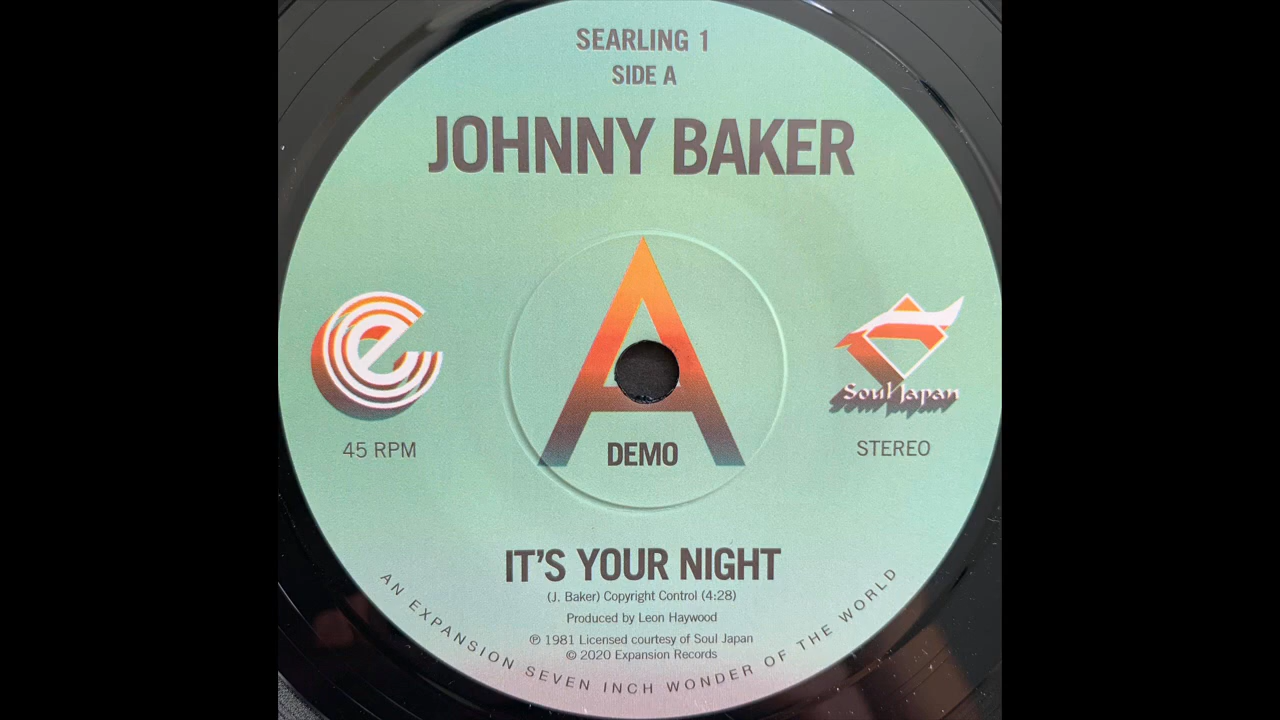 SEARLING 1
SIDE A
JOHNNY BAKER
A
e
Soul Japan
45 RPM
DEMO
STEREO
IT'S YOUR NIGHT
(J. Baker) Copyright Control (4:28)
Produced by Leon Haywood
℗ 1981 Licensed courtesy of Soul Japan
© 2020 Expansion Records
AN EXPANSION SEVEN INCH WONDER OF THE WORLD